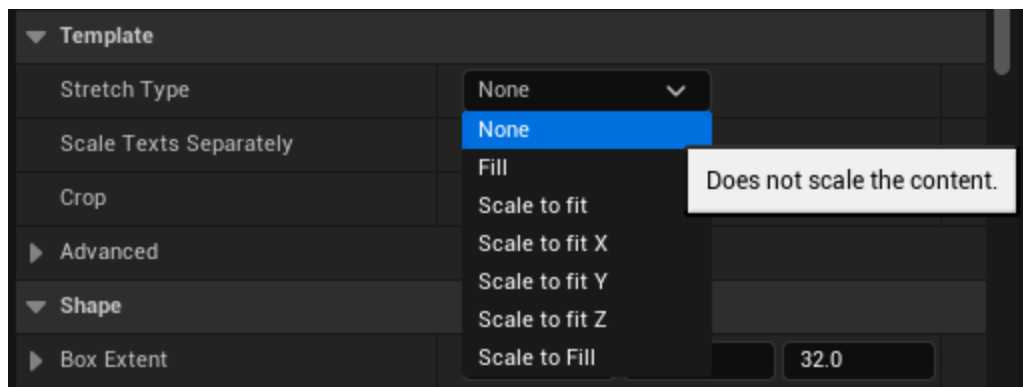 Template
Stretch Type
None
None
Scale Texts Separately
Fill
Does not scale the content.
Crop
Scale to fit
Scale to fit X
Advanced
Scale to fit Y
Shape
Scale to fit Z
Box Extent
Scale to Fill
32.0